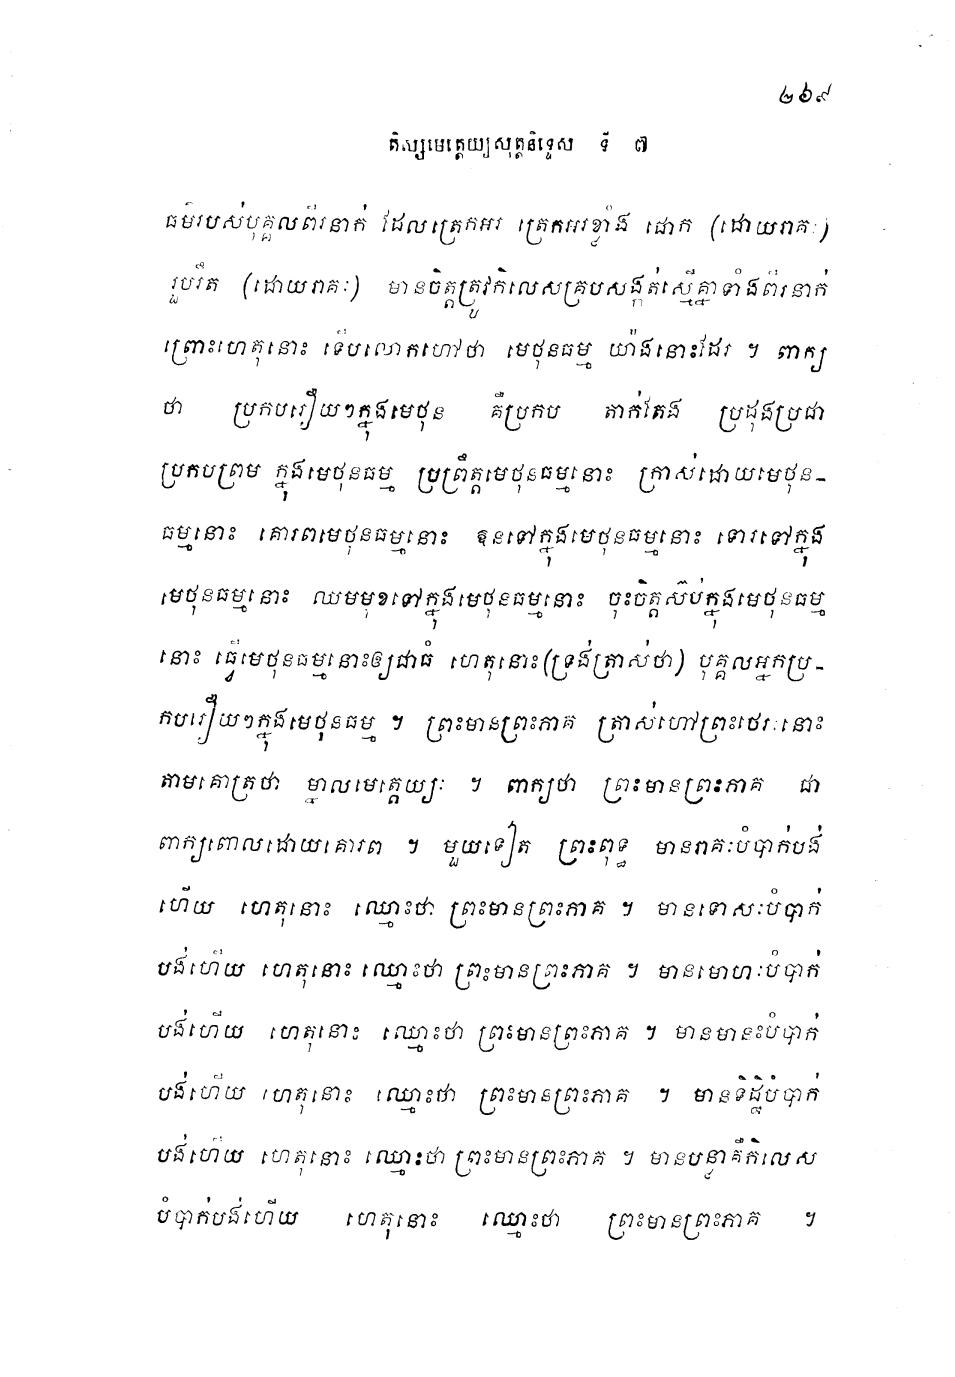 ២៦៩
តិស្សមេត្តេយ្យសុត្តនិទ្ទេស ទី ៧
ធម៌របស់បុគ្គលពីរនាក់ ដែលត្រេកអរ ត្រេកអរខ្លាំង ជោក (ដោយរាគៈ)
រួបរឹត (ដោយរាគៈ) មានចិត្តត្រូវកិលេសគ្របសង្កត់ស្មើគ្នាទាំងពីរនាក់
ព្រោះហេតុនោះ ទើបលោកហៅថា មេថុនធម្ម យ៉ាងនោះដែរ ។ ពាក្យ
ថា ប្រកបរឿយៗក្នុងមេថុន គឺប្រកប តាក់តែង ប្រដុងប្រជា
ប្រកបព្រម ក្នុងមេថុនធម្ម ប្រព្រឹត្តមេថុនធម្មនោះ ក្រាស់ដោយមេថុន-
ធម្មនោះ គោរពមេថុនធម្មនោះ ឱនទៅក្នុងមេថុនធម្មនោះ ទោរទៅក្នុង
មេថុនធម្មនោះ ឈមមុខទៅក្នុងមេថុនធម្មនោះ ចុះចិត្តស៊ប់ក្នុងមេថុនធម្ម
នោះ ធ្វើមេថុនធម្មនោះឲ្យជាធំ ហេតុនោះ(ទ្រង់ត្រាស់ថា) បុគ្គលអ្នកប្រ-
កបរឿយៗក្នុងមេថុនធម្ម ។ ព្រះមានព្រះភាគ ត្រាស់ហៅព្រះថេរៈនោះ
តាមគោត្រថា ម្នាលមេត្តេយ្យៈ ។ ពាក្យថា ព្រះមានព្រះភាគ ជា
ពាក្យពោលដោយគោរព ។ មួយទៀត ព្រះពុទ្ធ មានរាគៈបំបាក់បង់
ហើយ ហេតុនោះ ឈ្មោះថា ព្រះមានព្រះភាគ ។ មានទោសៈបំបាក់
បង់ហើយ ហេតុនោះ ឈ្មោះថា ព្រះមានព្រះភាគ ។ មានមោហៈបំបាក់
បង់ហើយ ហេតុនោះ ឈ្មោះថា ព្រះមានព្រះភាគ ។ មានមានះបំបាក់
បង់ហើយ ហេតុនោះ ឈ្មោះថា ព្រះមានព្រះភាគ ។ មានទិដ្ឋិបំបាក់
បង់ហើយ ហេតុនោះ ឈ្មោះថា ព្រះមានព្រះភាគ ។ មានបន្លាគឺកិលេស
បំបាក់បង់ហើយ ហេតុនោះ ឈ្មោះថា ព្រះមានព្រះភាគ ។